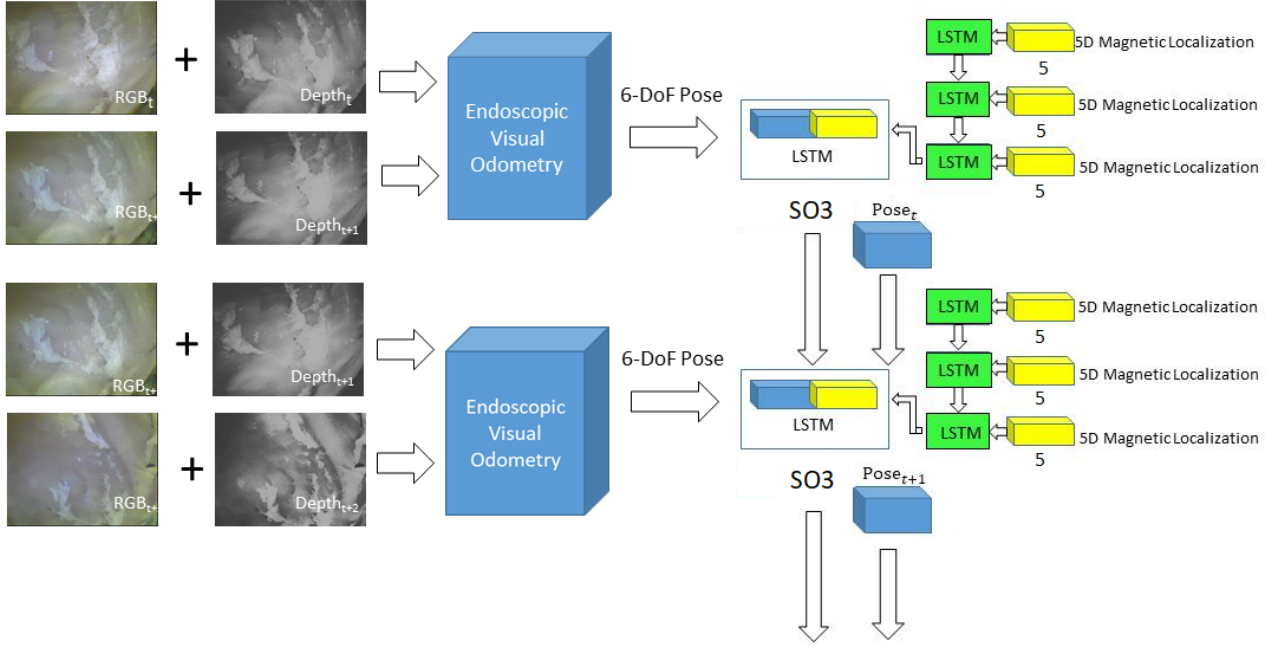 RGBt
+
Deptht
RGBt+
+
Deptht+1
Endoscopic
Visual
Odometry
6-DoF Pose
LSTM
LSTM
5D Magnetic Localization
5
LSTM
5D Magnetic Localization
5
LSTM
5D Magnetic Localization
5
SO3
Poset
RGBt+
+
Deptht+1
RGBt+
+
Deptht+2
Endoscopic
Visual
Odometry
6-DoF Pose
LSTM
LSTM
5D Magnetic Localization
5
LSTM
5D Magnetic Localization
5
LSTM
5D Magnetic Localization
5
SO3
Poset+1